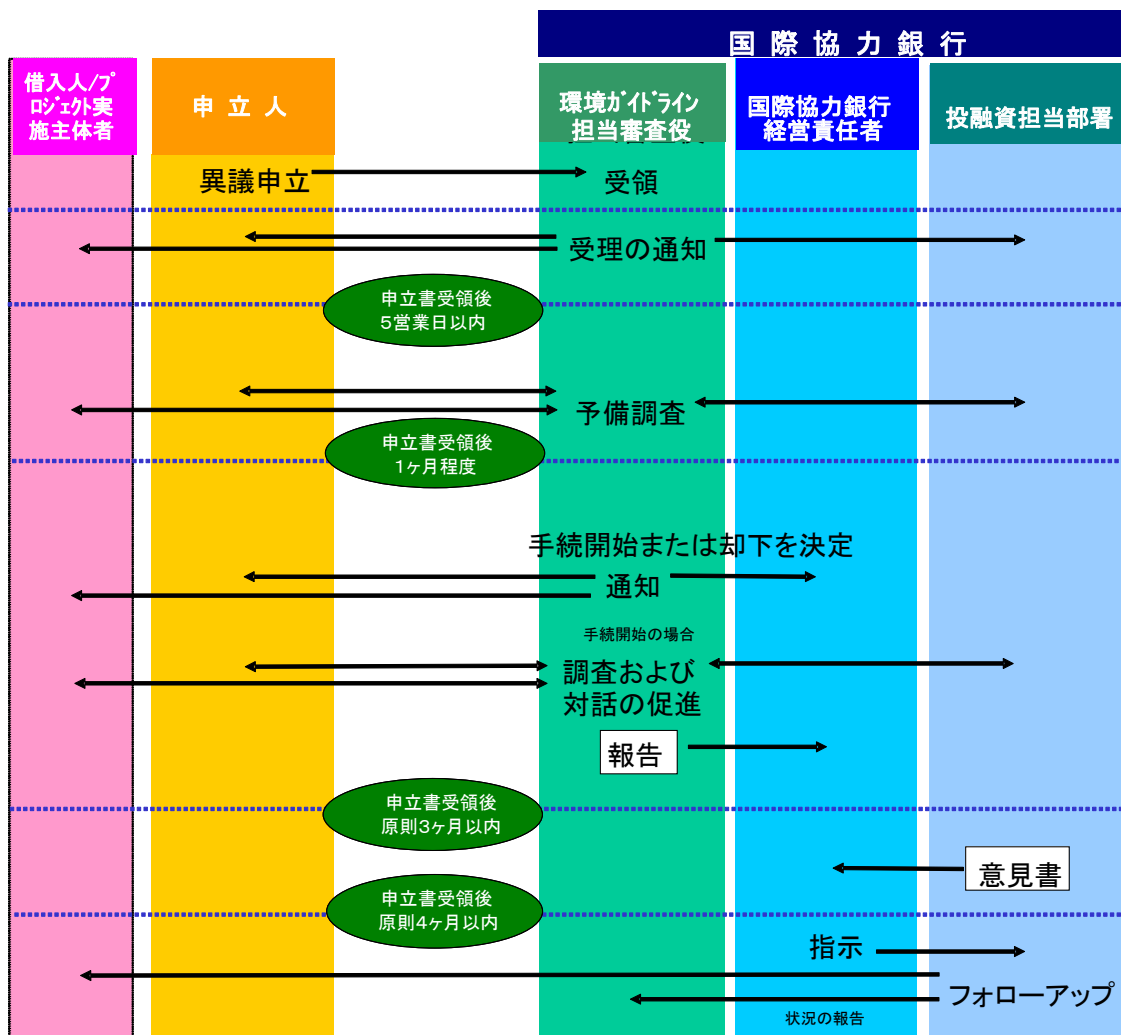 国際協力銀行
借入人/プ
ロジェクト実
施主体者
申立人
環境ガイドライン
担当審査役
国際協力銀行
経営責任者
投融資担当部署
異議申立
受領
受理の通知
申立書受領後
5営業日以内
予備調査
申立書受領後
1ヶ月程度
手続開始または却下を決定
通知
手続開始の場合
調査および
対話の促進
報告
申立書受領後
原則3ヶ月以内
意見書
申立書受領後
原則4ヶ月以内
指示
フォローアップ
状況の報告